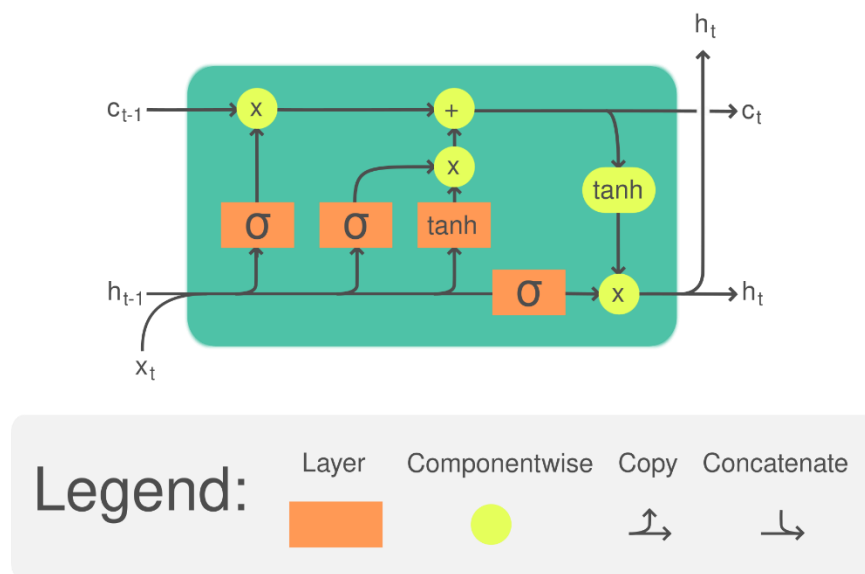 h_t
c_{t-1} x + c_t
x tanh
σ σ tanh
h_{t-1} σ x h_t
x_t
Legend: Layer Componentwise Copy Concatenate